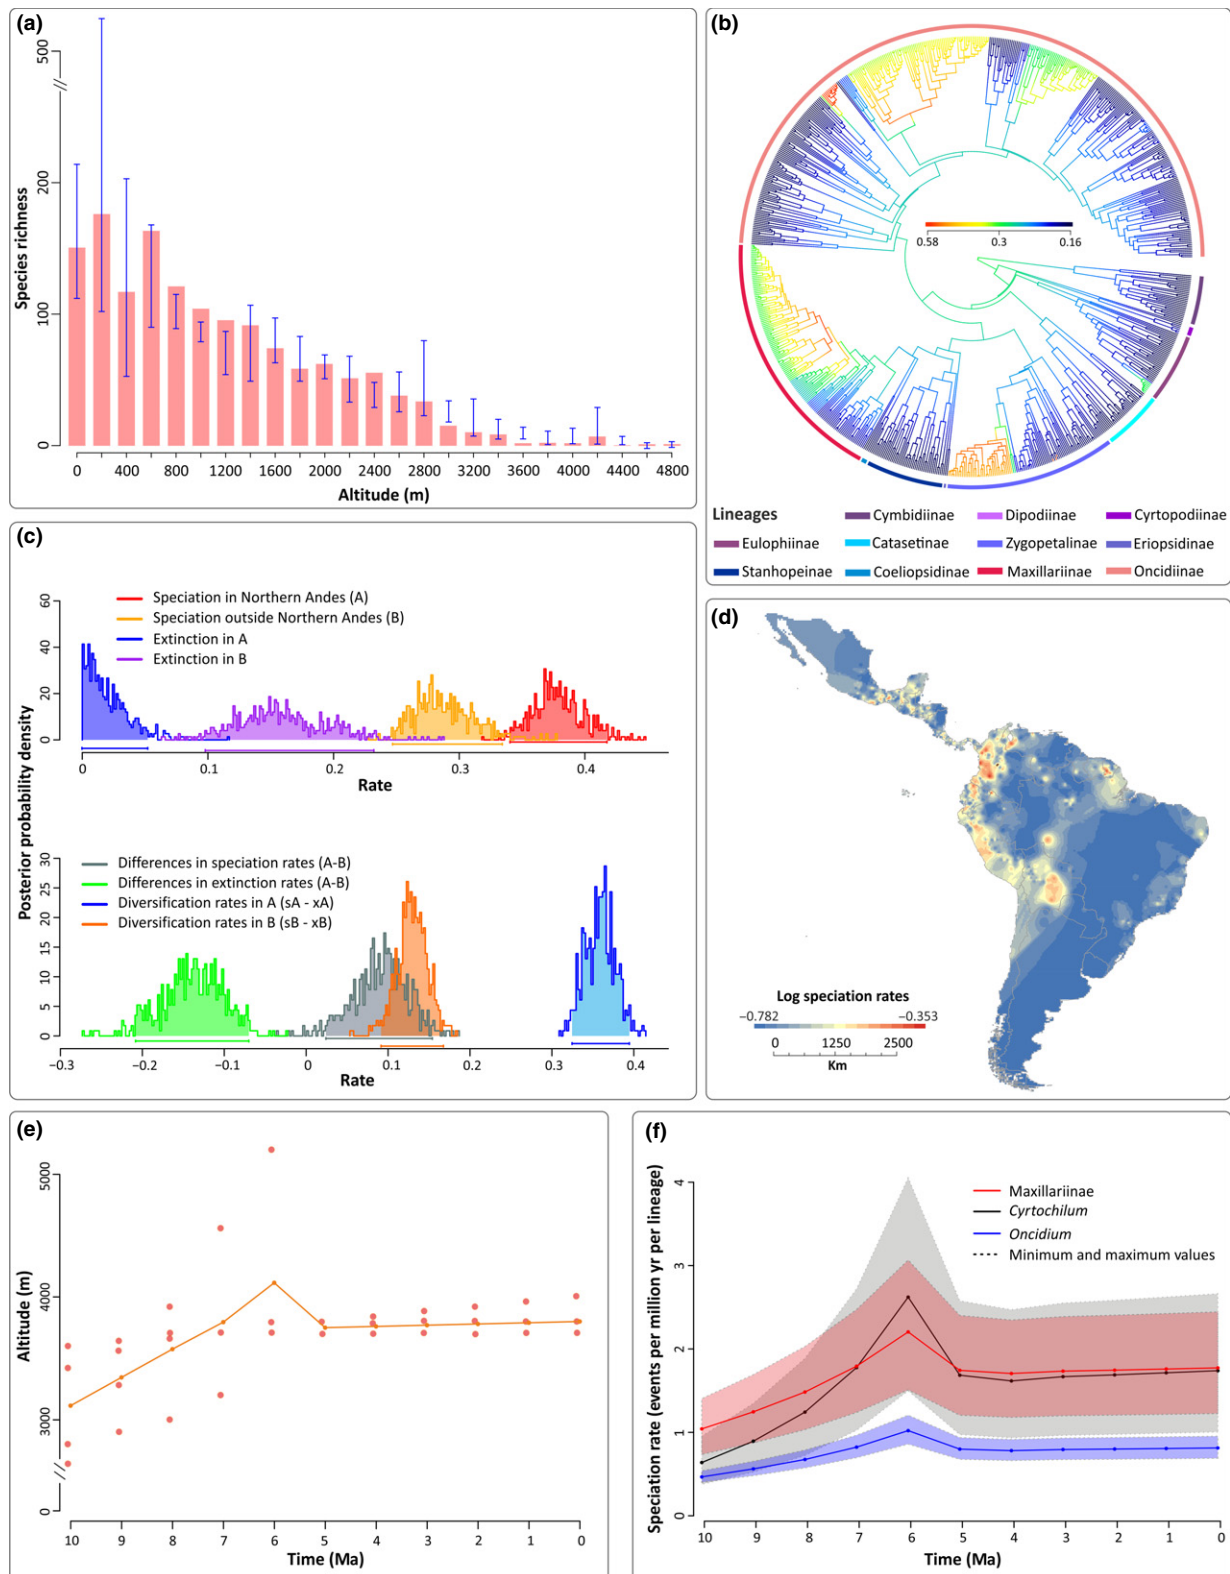 (a)
Species richness
500
200
100
0
0 400 800 1200 1600 2000 2400 2800 3200 3600 4000 4400 4800
Altitude (m)
(b)
0.58 0.3 0.16
Lineages
Cymbidiinae Dipodiinae Cyrtopodiinae
Eulophiinae Catasetinae Zygopetalinae Eriopsidinae
Stanhopeinae Coeliopsidinae Maxillariinae Oncidiinae
(c)
Posterior probability density
60
40
20
0
Speciation in Northern Andes (A)
Speciation outside Northern Andes (B)
Extinction in A
Extinction in B
0 0.1 0.2 0.3 0.4
Rate
30
25
20
15
10
5
0
Differences in speciation rates (A-B)
Differences in extinction rates (A-B)
Diversification rates in A (sA - xA)
Diversification rates in B (sB - xB)
−0.3 −0.2 −0.1 0 0.1 0.2 0.3 0.4
Rate
(d)
Log speciation rates
−0.782 −0.353
0 1250 2500
Km
(e)
Altitude (m)
5000
4000
3000
0
10 9 8 7 6 5 4 3 2 1 0
Time (Ma)
(f)
Speciation rate (events per million yr per lineage)
4
3
2
1
0
Maxillariinae
Cyrtochilum
Oncidium
Minimum and maximum values
10 9 8 7 6 5 4 3 2 1 0
Time (Ma)